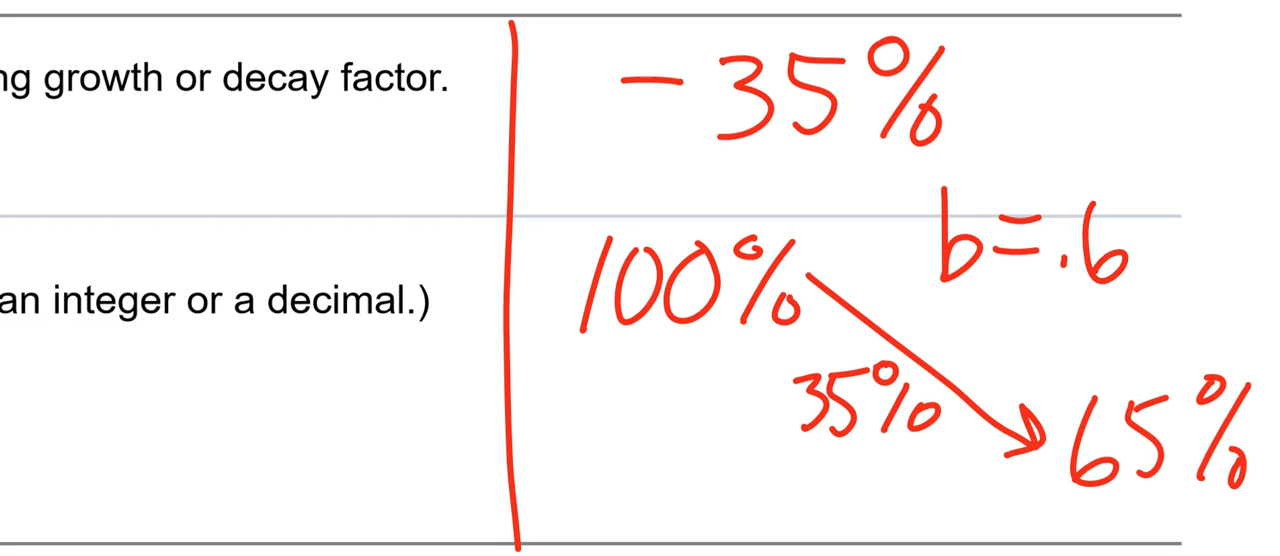 ng growth or decay factor.
an integer or a decimal.)
-35%
b=.6
100%
35%
65%